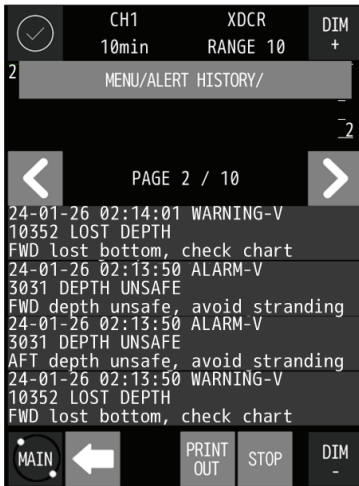 CH1
10min
XDCR
RANGE 10
DIM
+
2
MENU/ALERT HISTORY/
2
PAGE 2 / 10
24-01-26 02:14:01 WARNING-V
10352 LOST DEPTH
FWD lost bottom, check chart
24-01-26 02:13:50 ALARM-V
3031 DEPTH UNSAFE
FWD depth unsafe, avoid stranding
24-01-26 02:13:50 ALARM-V
3031 DEPTH UNSAFE
AFT depth unsafe, avoid stranding
24-01-26 02:13:50 WARNING-V
10352 LOST DEPTH
FWD lost bottom, check chart
MAIN
PRINT
OUT
STOP
DIM
-